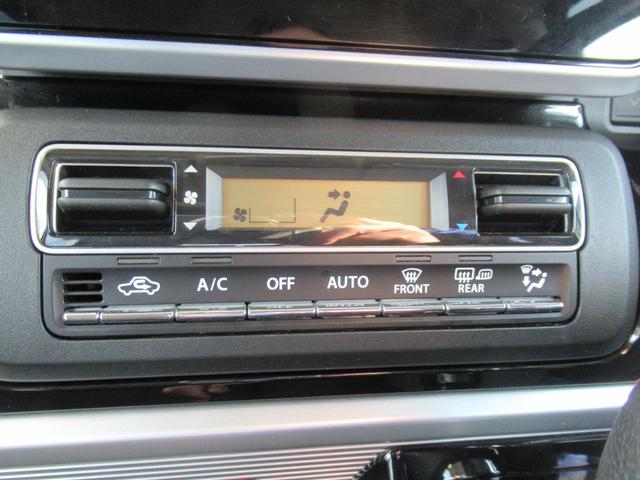 A/C OFF AUTO FRONT REAR